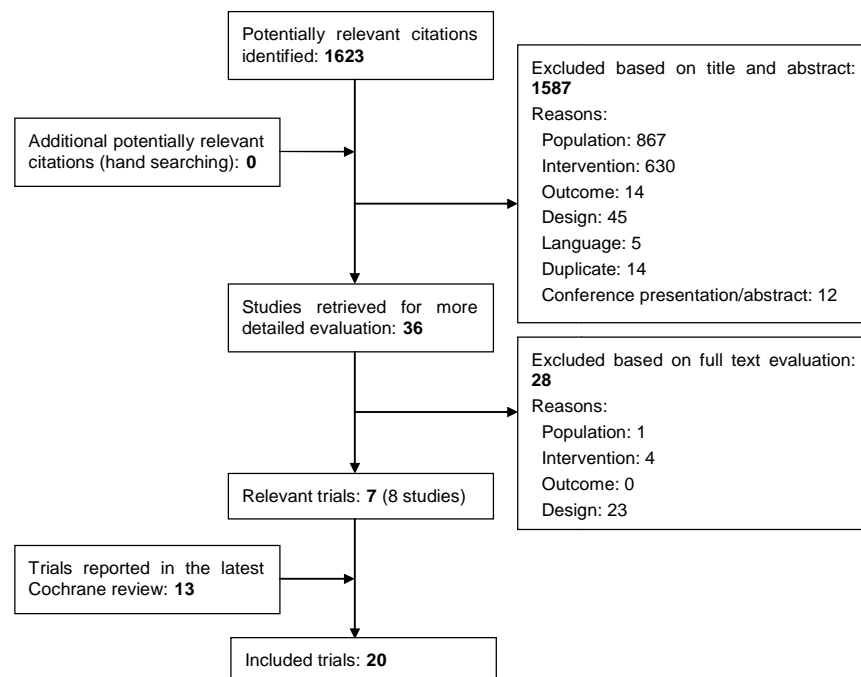 Potentially relevant citations
identified: 1623
Excluded based on title and abstract:
1587
Reasons:
Population: 867
Intervention: 630
Outcome: 14
Design: 45
Language: 5
Duplicate: 14
Conference presentation/abstract: 12
Additional potentially relevant
citations (hand searching): 0
Studies retrieved for more
detailed evaluation: 36
Excluded based on full text evaluation:
28
Reasons:
Population: 1
Intervention: 4
Outcome: 0
Design: 23
Relevant trials: 7 (8 studies)
Trials reported in the latest
Cochrane review: 13
Included trials: 20